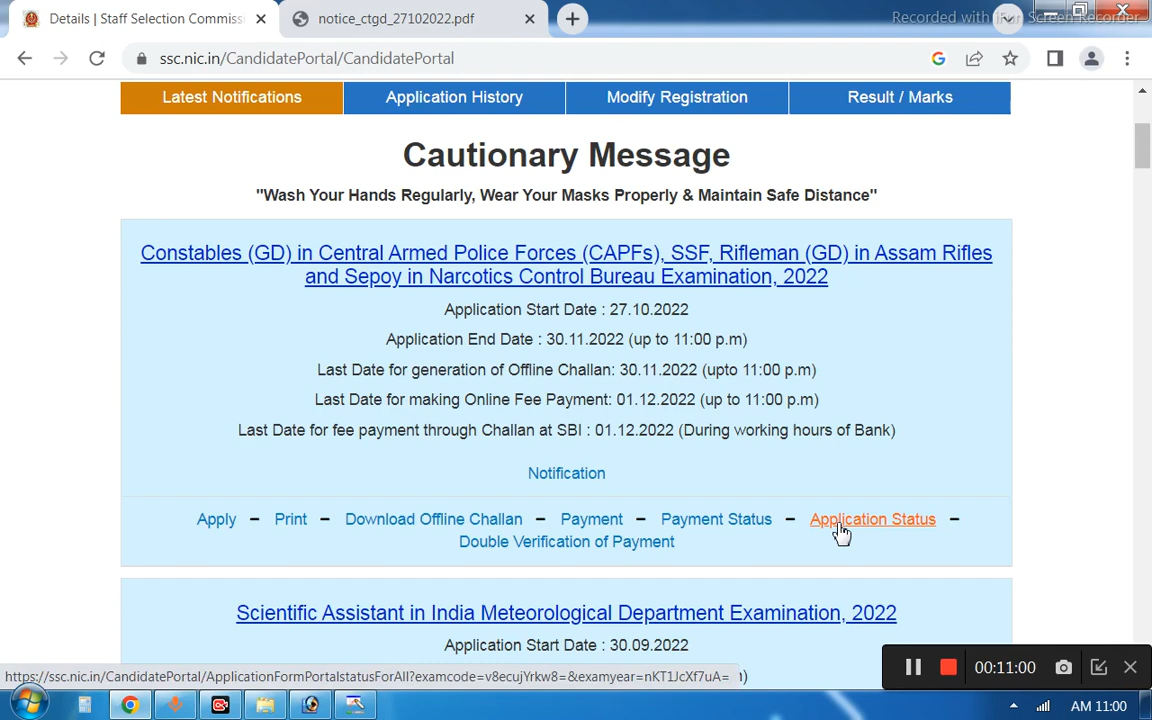 Details | Staff Selection Commiss
notice_ctgd_27102022.pdf
Recorded with iFun Screen Recorder
ssc.nic.in/CandidatePortal/CandidatePortal
Latest Notifications
Application History
Modify Registration
Result / Marks
Cautionary Message
"Wash Your Hands Regularly, Wear Your Masks Properly & Maintain Safe Distance"
Constables (GD) in Central Armed Police Forces (CAPFs), SSF, Rifleman (GD) in Assam Rifles
and Sepoy in Narcotics Control Bureau Examination, 2022
Application Start Date : 27.10.2022
Application End Date : 30.11.2022 (up to 11:00 p.m)
Last Date for generation of Offline Challan: 30.11.2022 (upto 11:00 p.m)
Last Date for making Online Fee Payment: 01.12.2022 (up to 11:00 p.m)
Last Date for fee payment through Challan at SBI : 01.12.2022 (During working hours of Bank)
Notification
Apply – Print – Download Offline Challan – Payment – Payment Status – Application Status –
Double Verification of Payment
Scientific Assistant in India Meteorological Department Examination, 2022
Application Start Date : 30.09.2022
00:11:00
https://ssc.nic.in/CandidatePortal/ApplicationFormPortalstatusForAll?examcode=v8ecujYrkw8=&examyear=nKT1JcXf7uA= )
AM 11:00